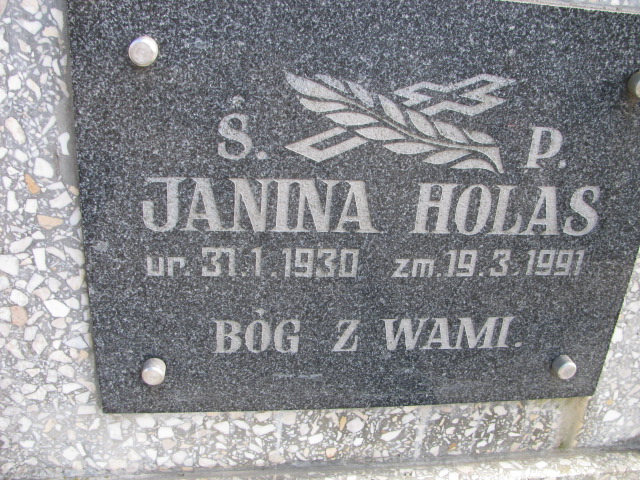 Ś. P.
JANINA HOLAS
ur. 31.1.1930 zm. 19.3.1991
BÓG Z WAMI.